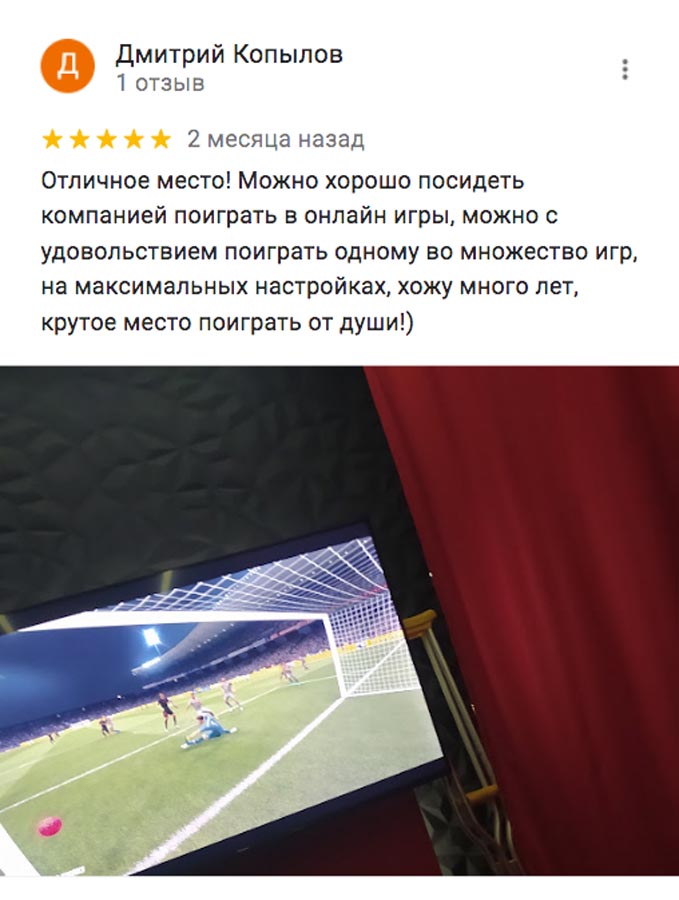 Д
Дмитрий Копылов
1 отзыв
2 месяца назад
Отличное место! Можно хорошо посидеть
компанией поиграть в онлайн игры, можно с
удовольствием поиграть одному во множество игр,
на максимальных настройках, хожу много лет,
крутое место поиграть от души!)